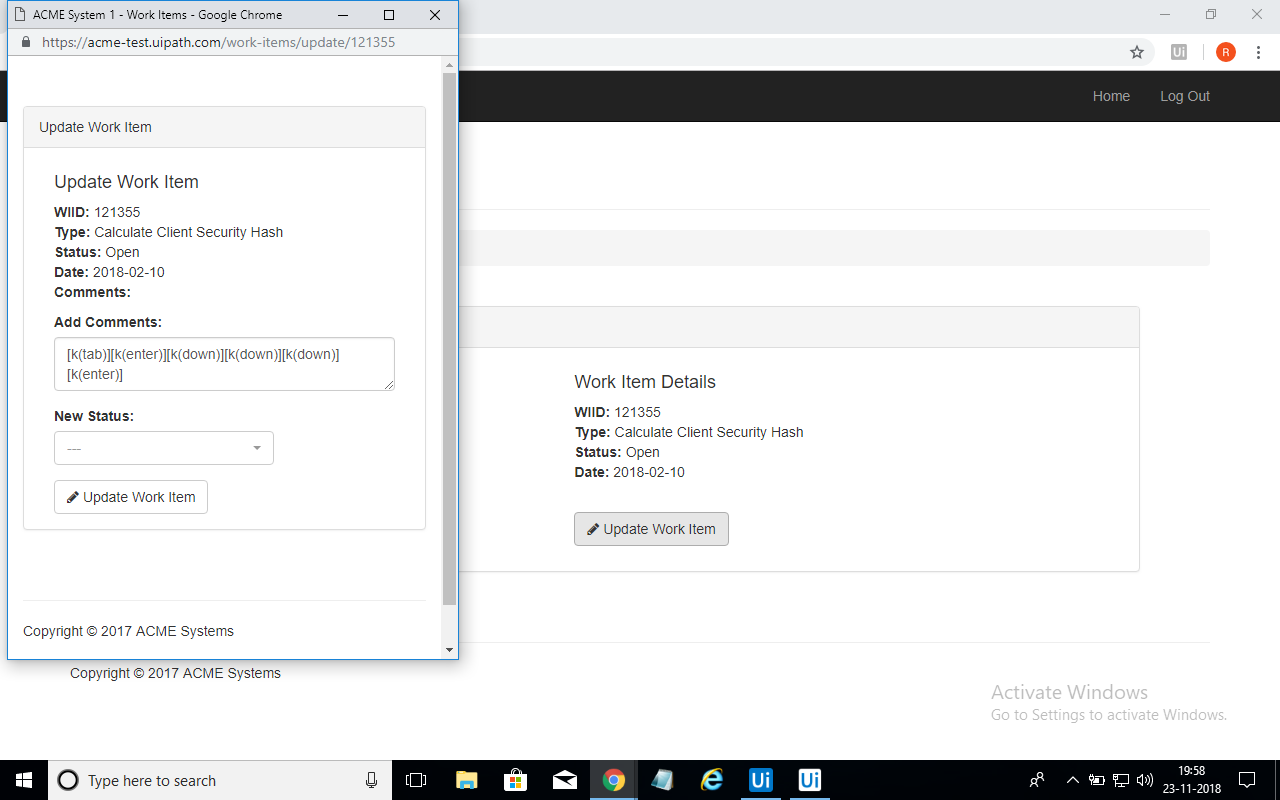 ACME System 1 - Work Items - Google Chrome
https://acme-test.uipath.com/work-items/update/121355
Ui
R
Home
Log Out
Update Work Item
Update Work Item
WIID: 121355
Type: Calculate Client Security Hash
Status: Open
Date: 2018-02-10
Comments:
Add Comments:
[k(tab)][k(enter)][k(down)][k(down)][k(down)]
[k(enter)]
New Status:
---
Update Work Item
Copyright © 2017 ACME Systems
Work Item Details
WIID: 121355
Type: Calculate Client Security Hash
Status: Open
Date: 2018-02-10
Update Work Item
Copyright © 2017 ACME Systems
Activate Windows
Go to Settings to activate Windows.
Type here to search
Ui
Ui
19:58
23-11-2018